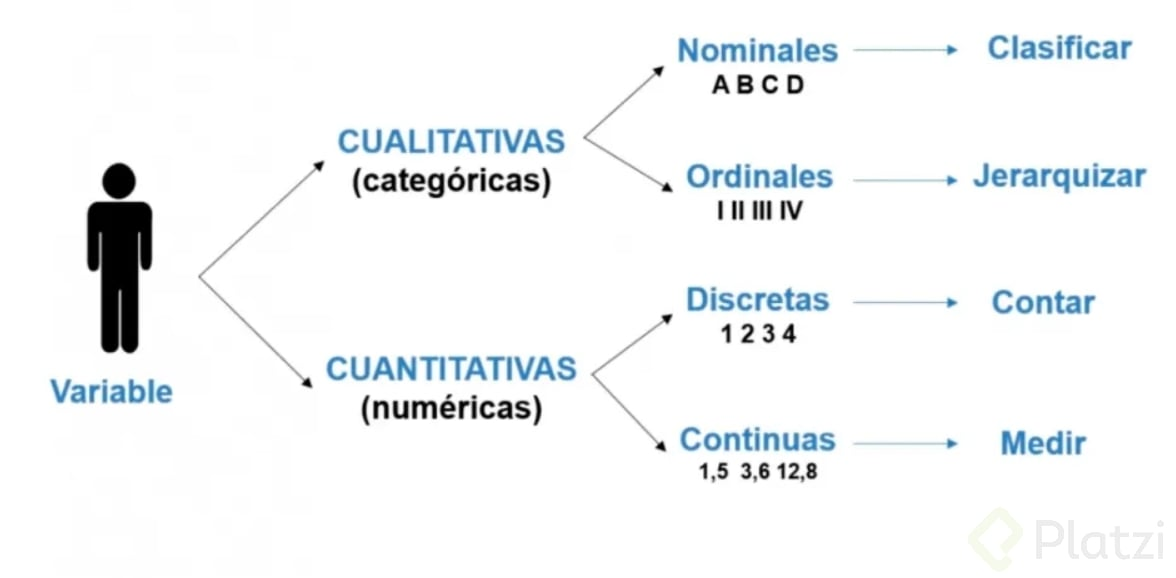 Variable
CUALITATIVAS
(categóricas)
Nominales
A B C D
Clasificar
Ordinales
I II III IV
Jerarquizar
CUANTITATIVAS
(numéricas)
Discretas
1 2 3 4
Contar
Continuas
1,5 3,6 12,8
Medir
Platzi